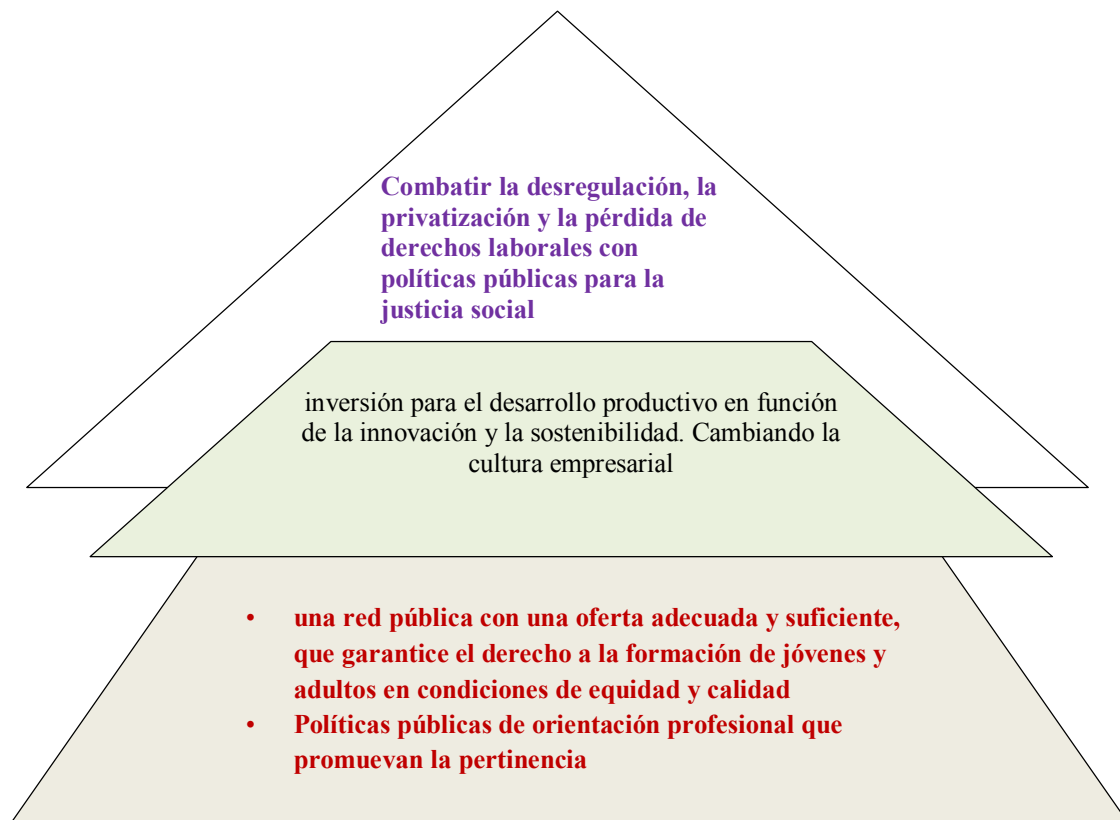 Combatir la desregulación, la
privatización y la pérdida de
derechos laborales con
políticas públicas para la
justicia social
inversión para el desarrollo productivo en función
de la innovación y la sostenibilidad. Cambiando la
cultura empresarial
• una red pública con una oferta adecuada y suficiente,
que garantice el derecho a la formación de jóvenes y
adultos en condiciones de equidad y calidad
• Políticas públicas de orientación profesional que
promuevan la pertinencia